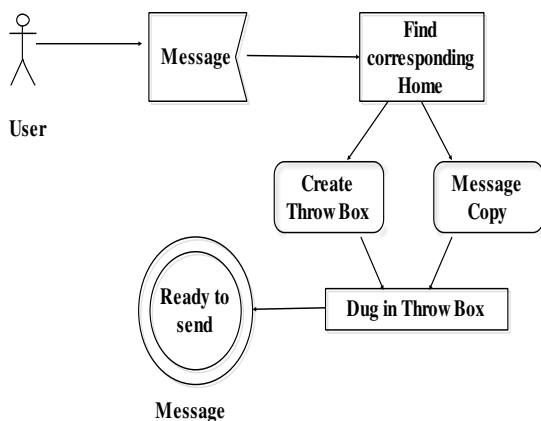 Message
Find
corresponding
Home
User
Create
Throw Box
Message
Copy
Ready to
send
Dug in Throw Box
Message